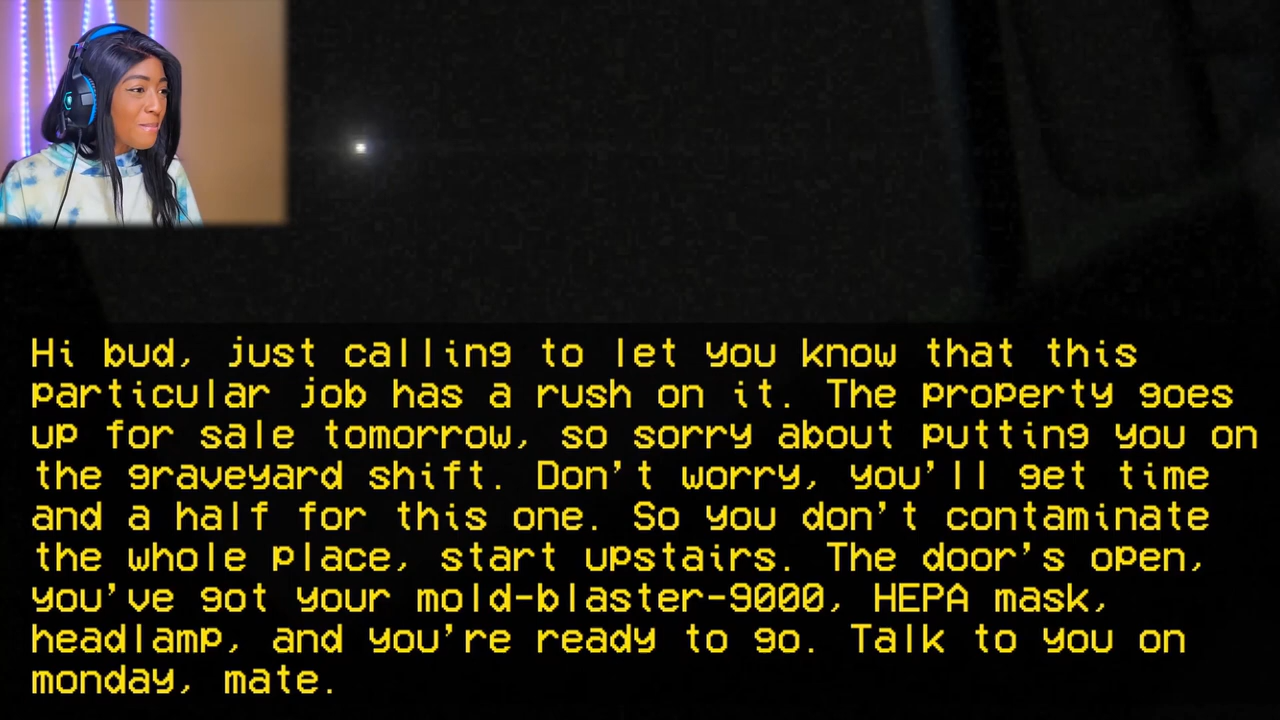 Hi bud, just calling to let you know that this
particular job has a rush on it. The property goes
up for sale tomorrow, so sorry about putting you on
the graveyard shift. Don't worry, you'll get time
and a half for this one. So you don't contaminate
the whole place, start upstairs. The door's open,
you've got your mold-blaster-9000, HEPA mask,
headlamp, and you're ready to go. Talk to you on
monday, mate.